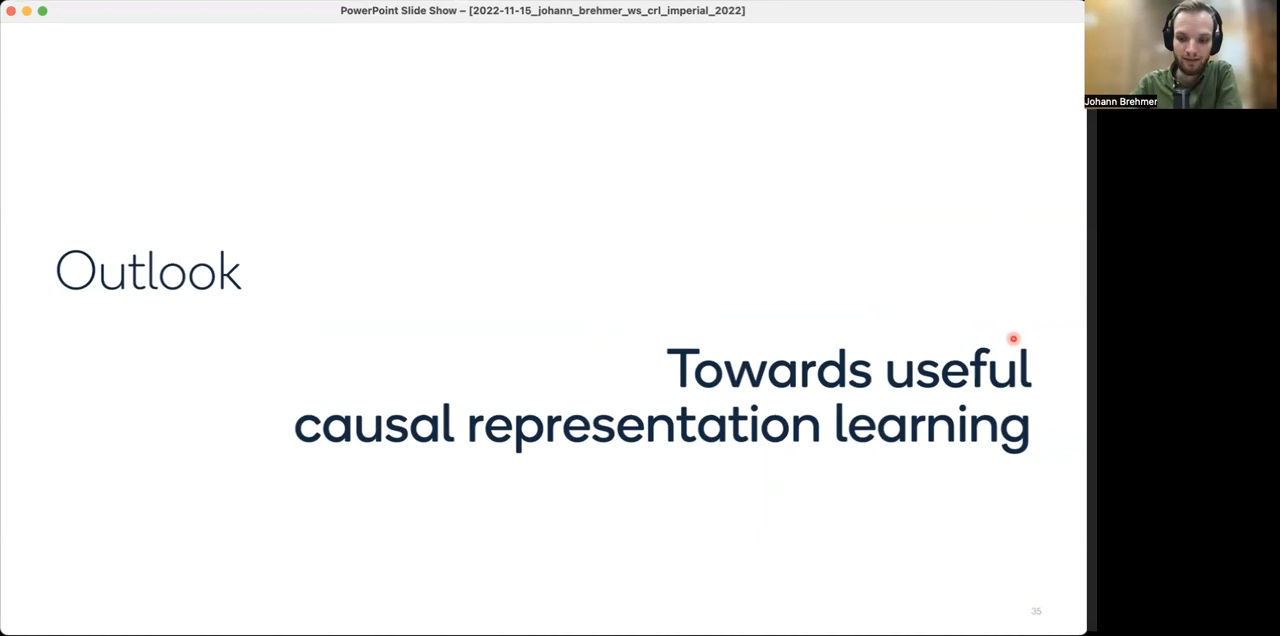 PowerPoint Slide Show – [2022-11-15_johann_brehmer_ws_crl_imperial_2022]
Johann Brehmer
Outlook
Towards useful
causal representation learning
35